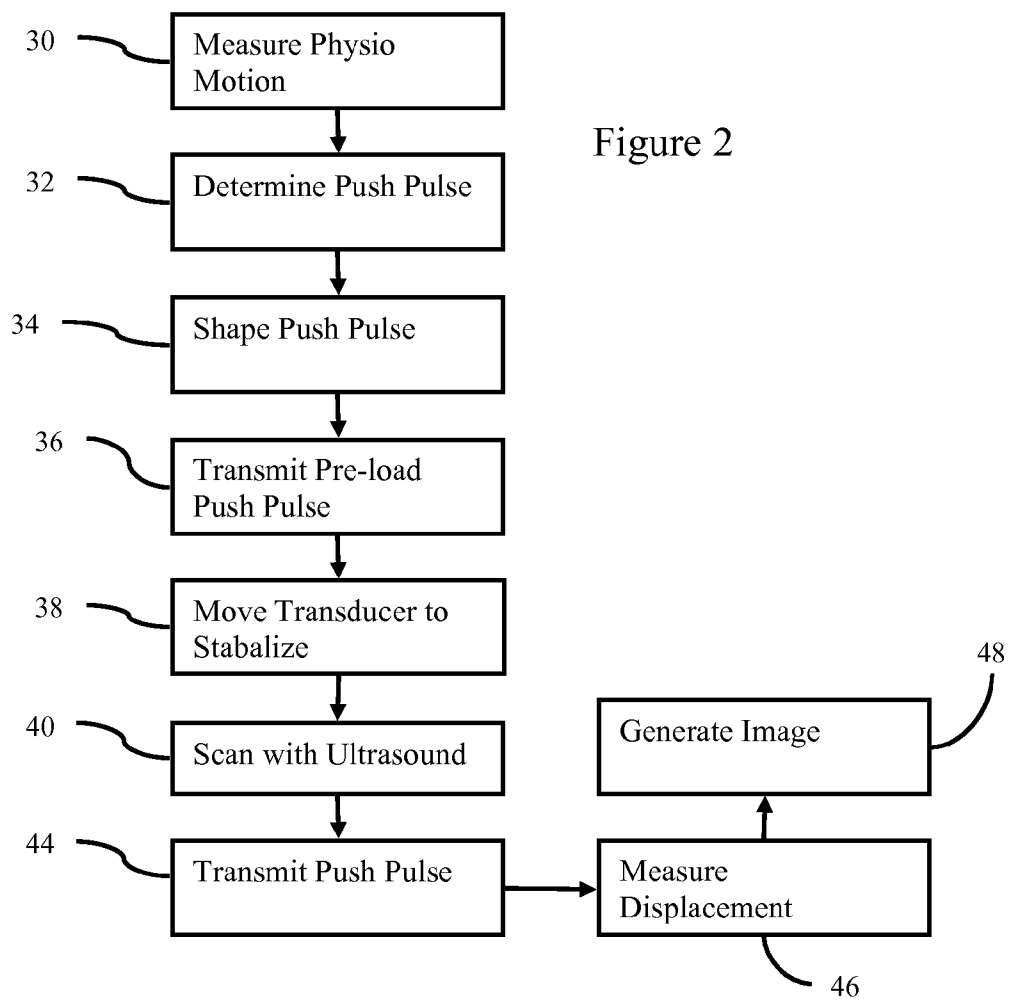 30
Measure Physio
Motion
Figure 2
32
Determine Push Pulse
34
Shape Push Pulse
36
Transmit Pre-load
Push Pulse
38
Move Transducer to
Stabalize
40
Scan with Ultrasound
44
Transmit Push Pulse
Measure
Displacement
46
Generate Image
48